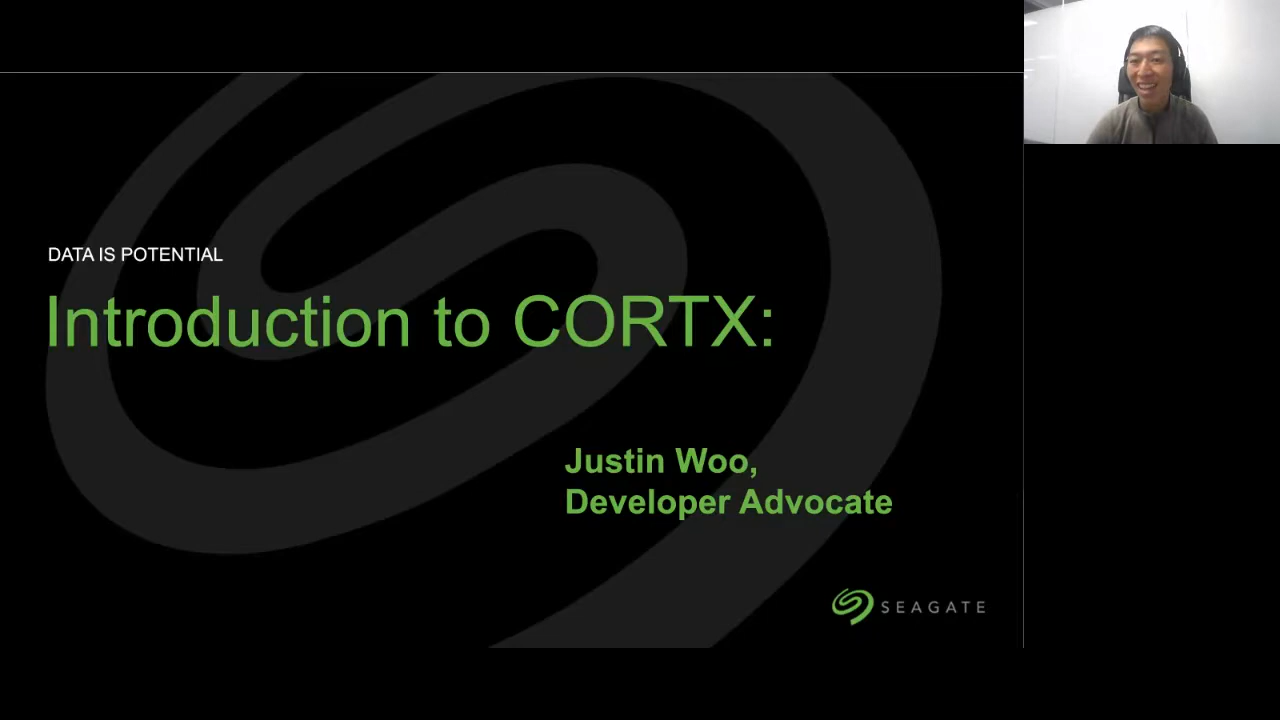 DATA IS POTENTIAL
Introduction to CORTX:
Justin Woo,
Developer Advocate
SEAGATE